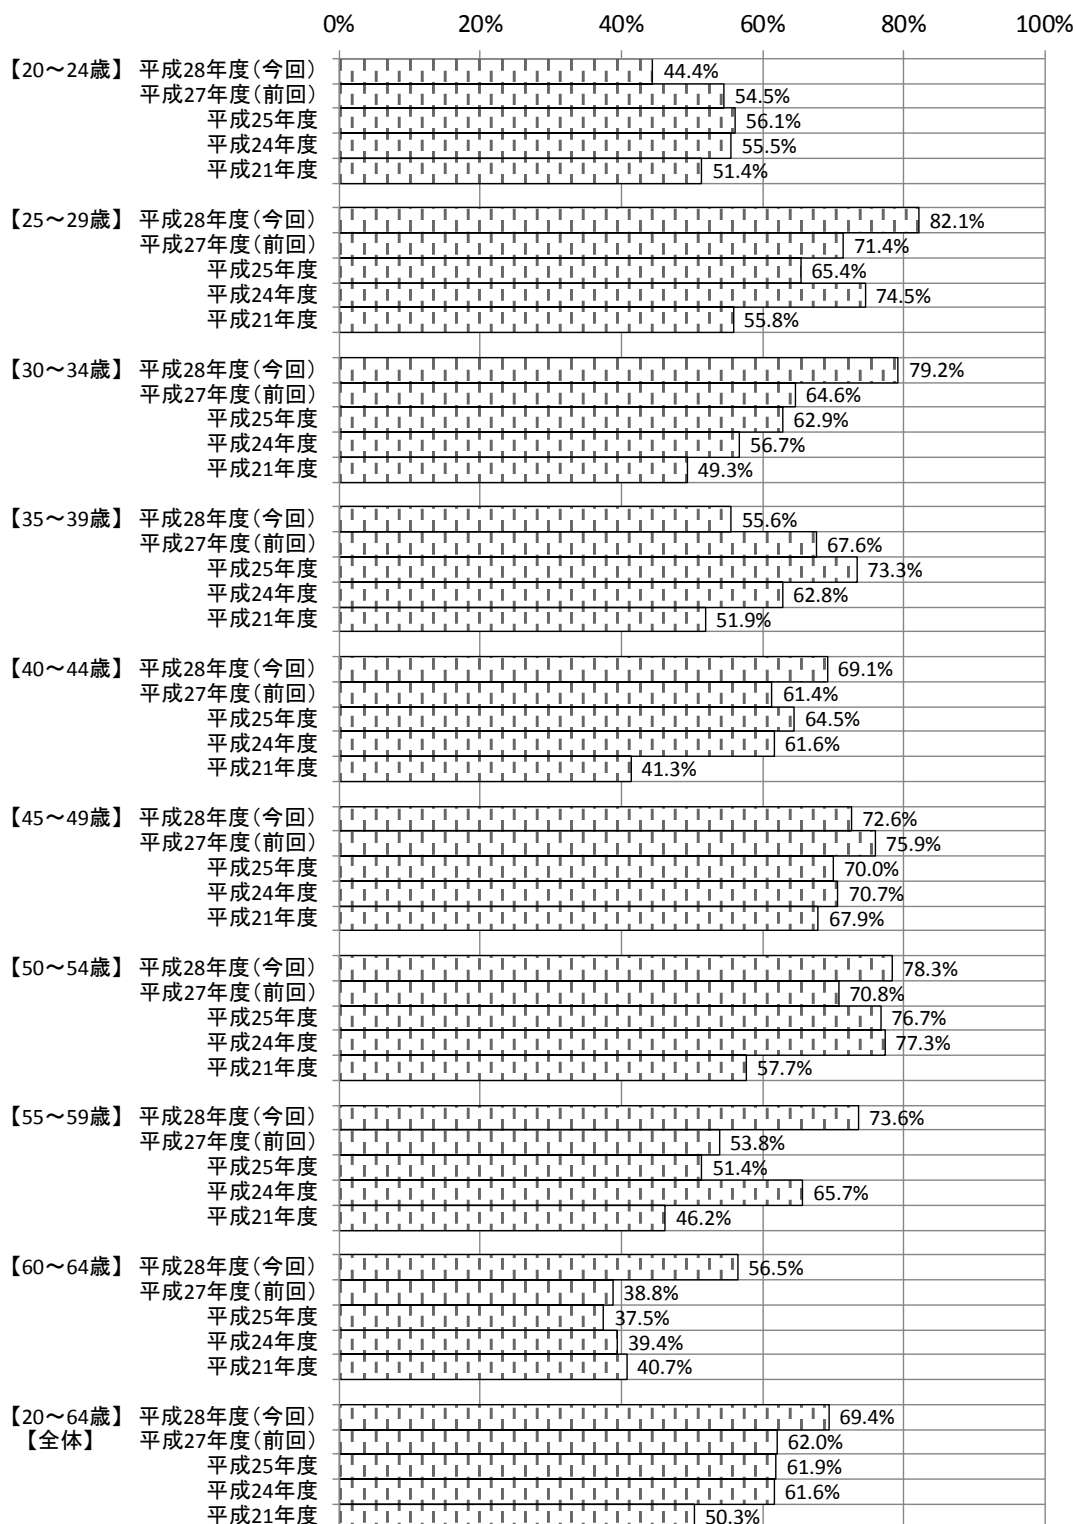 0% 20% 40% 60% 80% 100%
【20～24歳】 平成28年度(今回) 44.4%
平成27年度(前回) 54.5%
平成25年度 56.1%
平成24年度 55.5%
平成21年度 51.4%
【25～29歳】 平成28年度(今回) 82.1%
平成27年度(前回) 71.4%
平成25年度 65.4%
平成24年度 74.5%
平成21年度 55.8%
【30～34歳】 平成28年度(今回) 79.2%
平成27年度(前回) 64.6%
平成25年度 62.9%
平成24年度 56.7%
平成21年度 49.3%
【35～39歳】 平成28年度(今回) 55.6%
平成27年度(前回) 67.6%
平成25年度 73.3%
平成24年度 62.8%
平成21年度 51.9%
【40～44歳】 平成28年度(今回) 69.1%
平成27年度(前回) 61.4%
平成25年度 64.5%
平成24年度 61.6%
平成21年度 41.3%
【45～49歳】 平成28年度(今回) 72.6%
平成27年度(前回) 75.9%
平成25年度 70.0%
平成24年度 70.7%
平成21年度 67.9%
【50～54歳】 平成28年度(今回) 78.3%
平成27年度(前回) 70.8%
平成25年度 76.7%
平成24年度 77.3%
平成21年度 57.7%
【55～59歳】 平成28年度(今回) 73.6%
平成27年度(前回) 53.8%
平成25年度 51.4%
平成24年度 65.7%
平成21年度 46.2%
【60～64歳】 平成28年度(今回) 56.5%
平成27年度(前回) 38.8%
平成25年度 37.5%
平成24年度 39.4%
平成21年度 40.7%
【20～64歳】 平成28年度(今回) 69.4%
【全体】 平成27年度(前回) 62.0%
平成25年度 61.9%
平成24年度 61.6%
平成21年度 50.3%